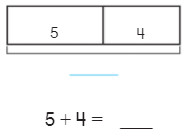 5 4
5 + 4 = ___